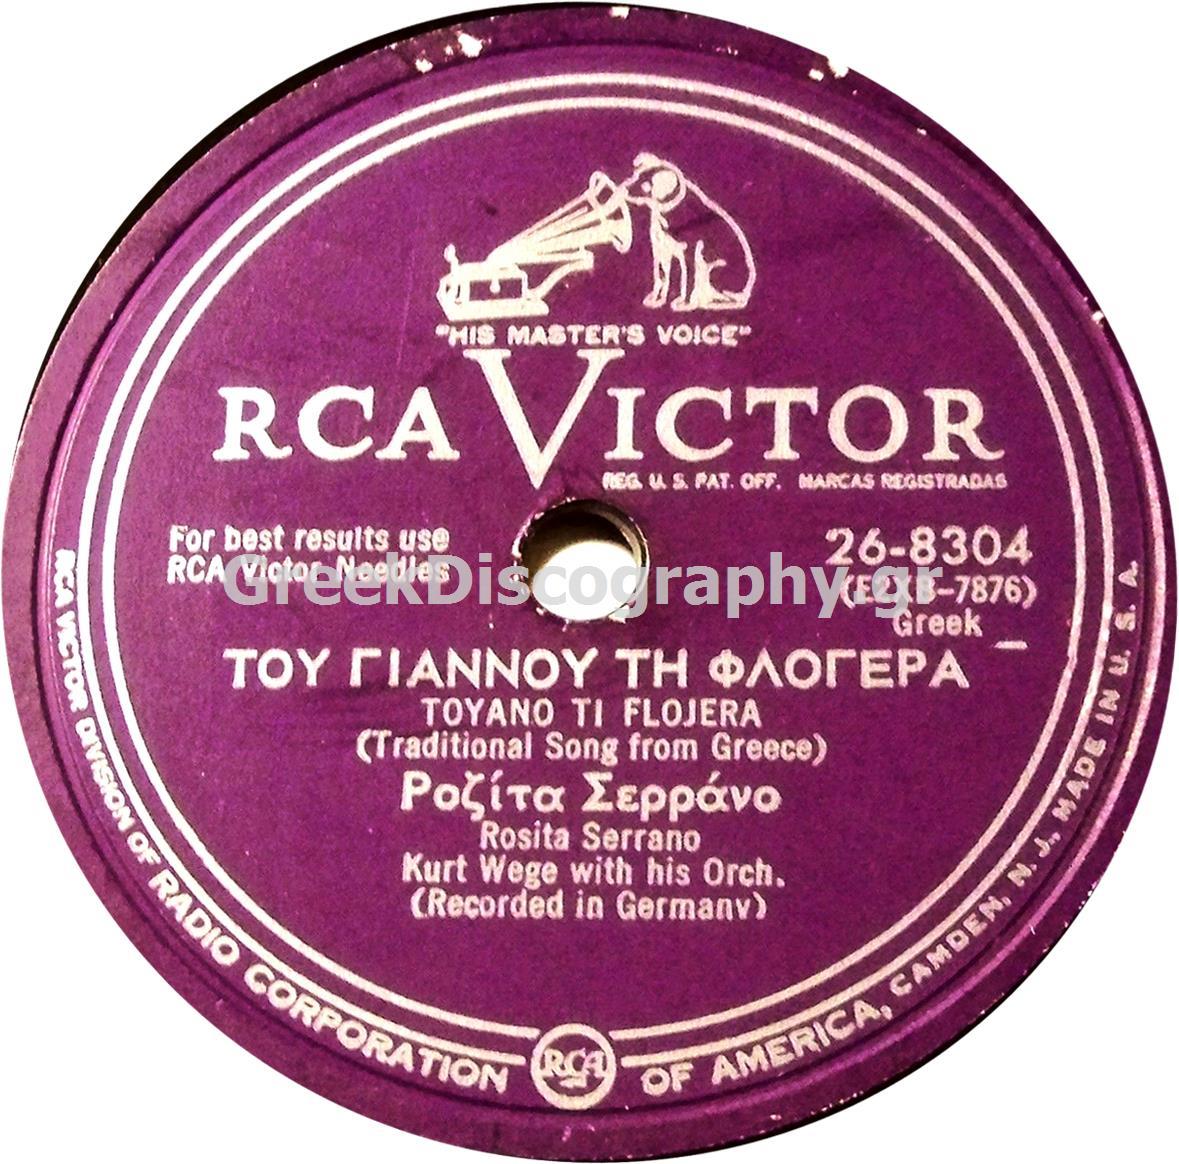 "HIS MASTER'S VOICE"
RCA VICTOR
REG. U. S. PAT. OFF. MARCAS REGISTRADAS
For best results use
RCA Victor Needles
26-8304
(E2XB-7876)
Greek
GreekDiscography.gr
ΤΟΥ ΓΙΑΝΝΟΥ ΤΗ ΦΛΟΓΕΡΑ
TOYANO TI FLOJERA
(Traditional Song from Greece)
Ροζίτα Σερράνο
Rosita Serrano
Kurt Wege with his Orch.
(Recorded in Germany)
RCA VICTOR DIVISION OF RADIO CORPORATION OF AMERICA, CAMDEN, N. J., MADE IN U. S. A.
RCA